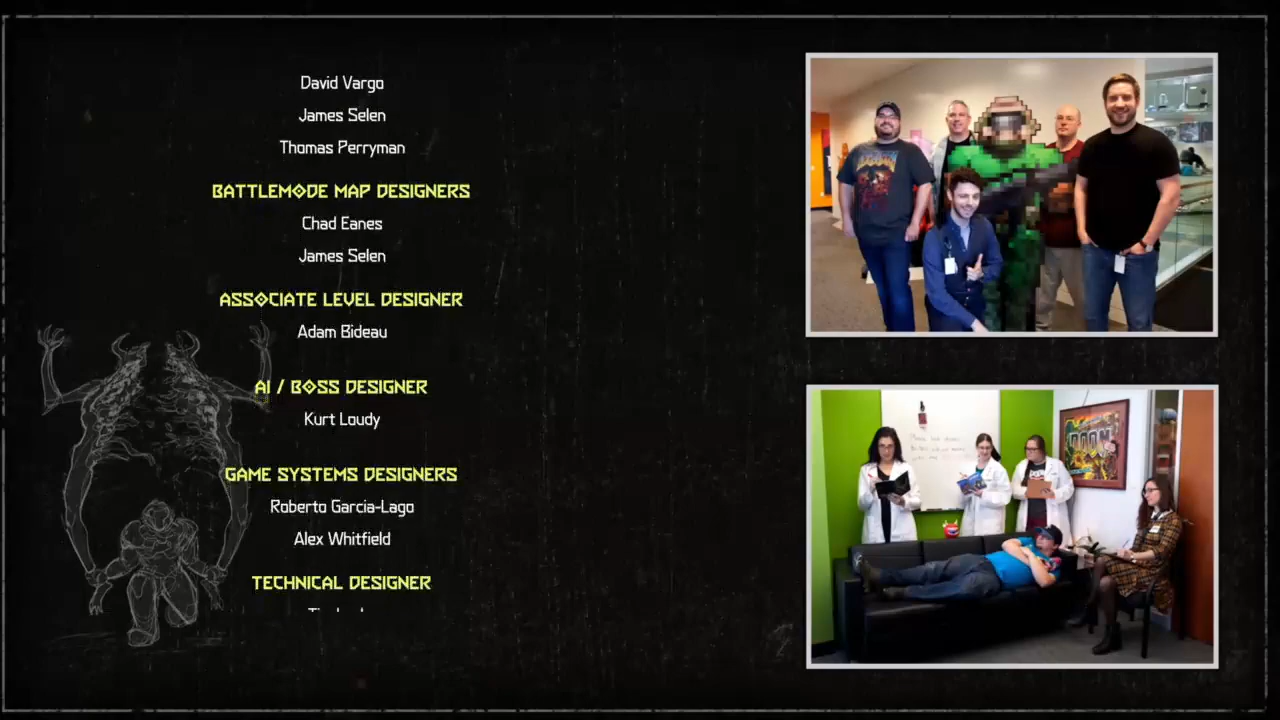 David Vargo
James Selen
Thomas Perryman
BATTLEMODE MAP DESIGNERS
Chad Eanes
James Selen
ASSOCIATE LEVEL DESIGNER
Adam Bideau
AI / BOSS DESIGNER
Kurt Loudy
GAME SYSTEMS DESIGNERS
Roberto Garcia-Lago
Alex Whitfield
TECHNICAL DESIGNER
DOOM